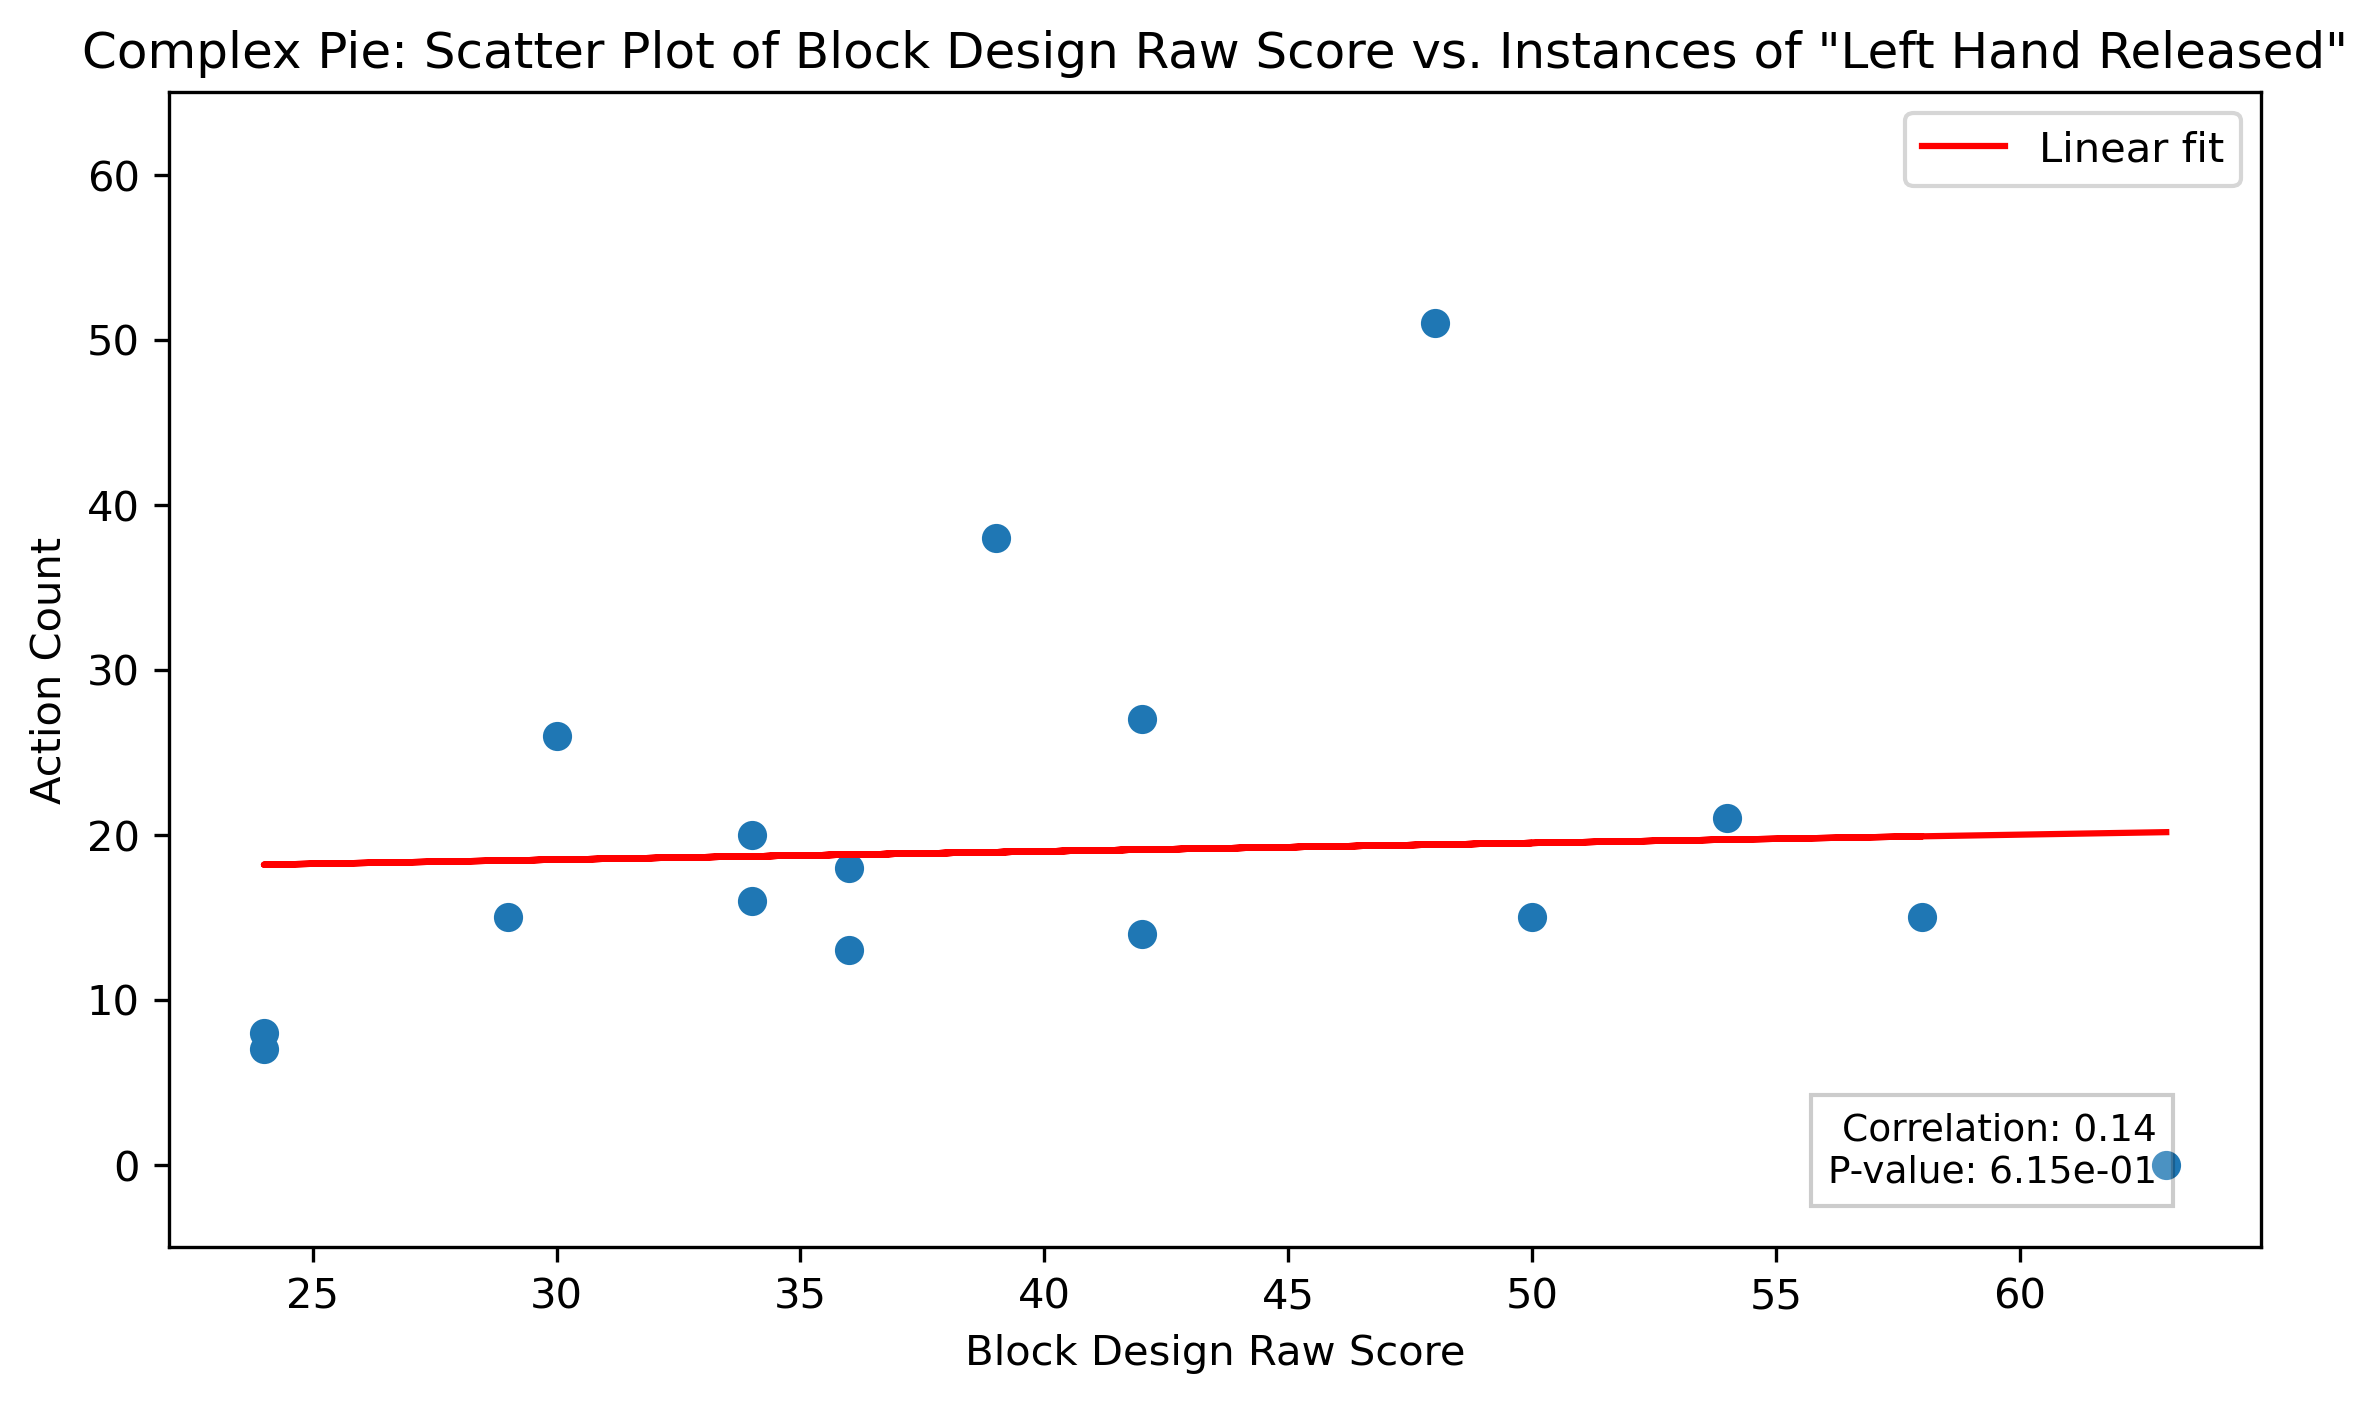 Complex Pie: Scatter Plot of Block Design Raw Score vs. Instances of "Left Hand Released"
Linear fit
60
50
40
30
20
10
0
Action Count
Correlation: 0.14
P-value: 6.15e-01
25 30 35 40 45 50 55 60
Block Design Raw Score